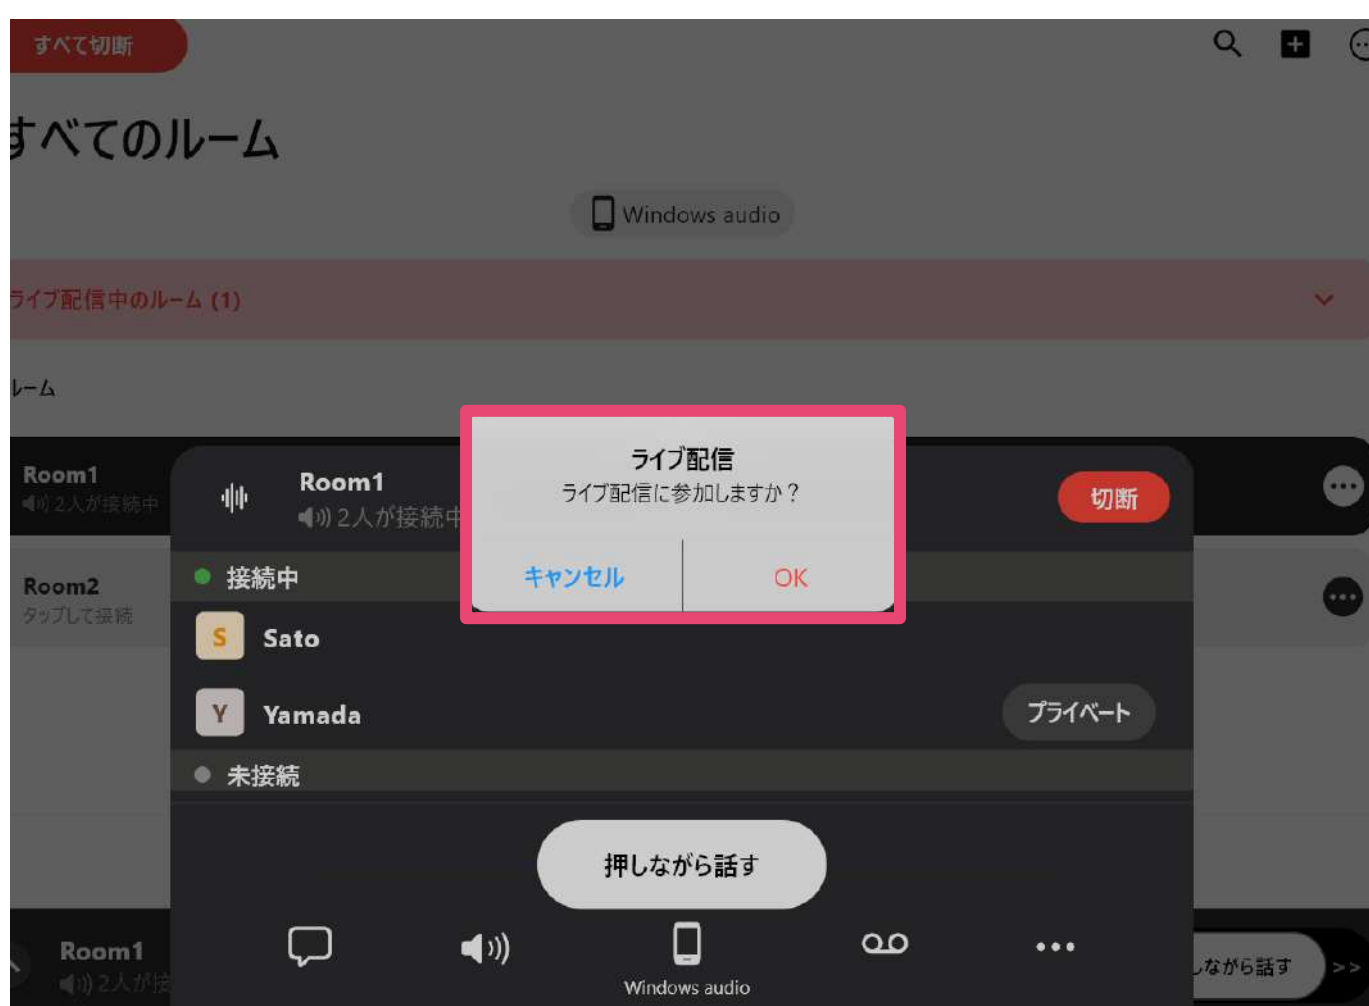 すべて切断
すべてのルーム
Windows audio
ライブ配信中のルーム (1)
ルーム
Room1
2人が接続中
Room2
タップして接続
Room1
2人が接続中
切断
ライブ配信
ライブ配信に参加しますか？
キャンセル
OK
接続中
S
Sato
Y
Yamada
プライベート
未接続
押しながら話す
Windows audio
Room1
2人が接
しながら話す
>>